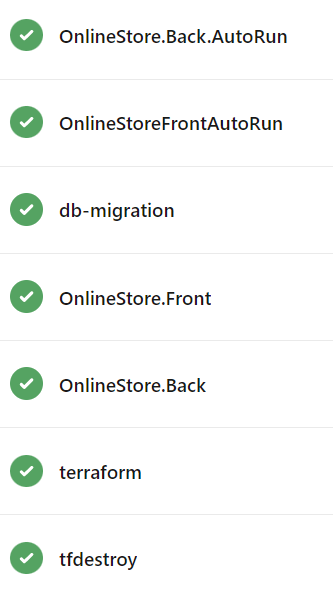 OnlineStore.Back.AutoRun
OnlineStoreFrontAutoRun
db-migration
OnlineStore.Front
OnlineStore.Back
terraform
tfdestroy